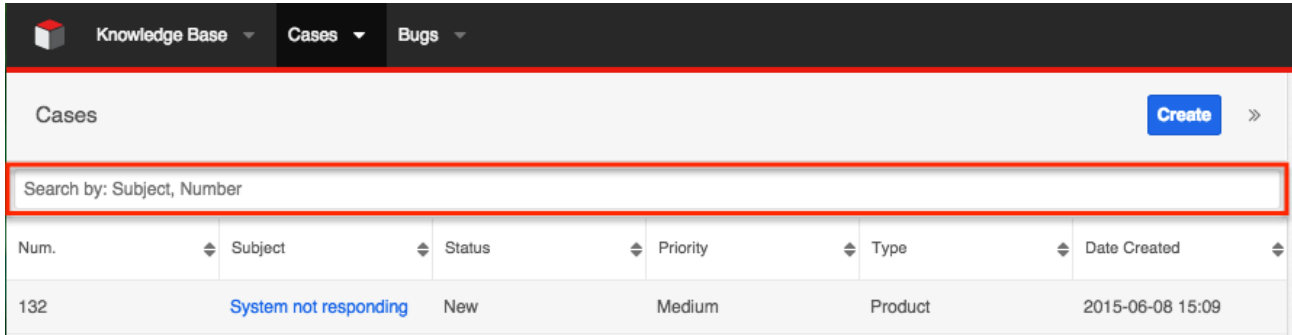 Knowledge Base Cases Bugs
Cases Create
Search by: Subject, Number
Num. Subject Status Priority Type Date Created
132 System not responding New Medium Product 2015-06-08 15:09